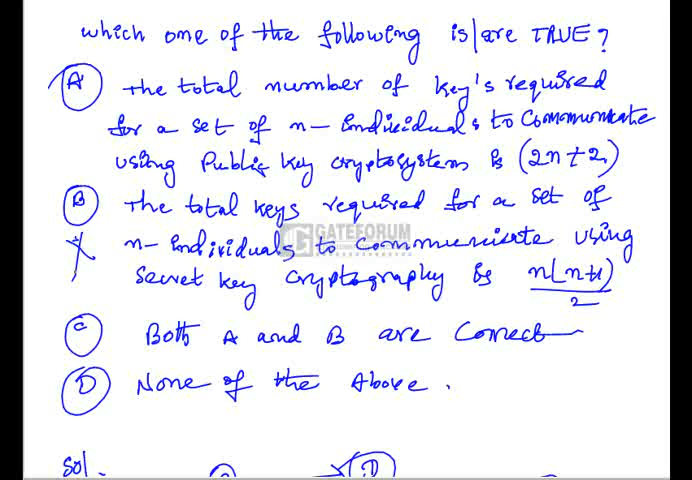 which one of the following is/are TRUE?
A The total number of key's required
for a set of n-Individuals to Communicate
using Public key cryptosystem is (2n+2)
B The total keys required for a set of
n-Individuals to communicate using
Secret key cryptography is n(n+1)/2
GATEFORUM
C Both A and B are Correct
D None of the Above.
Sol. D